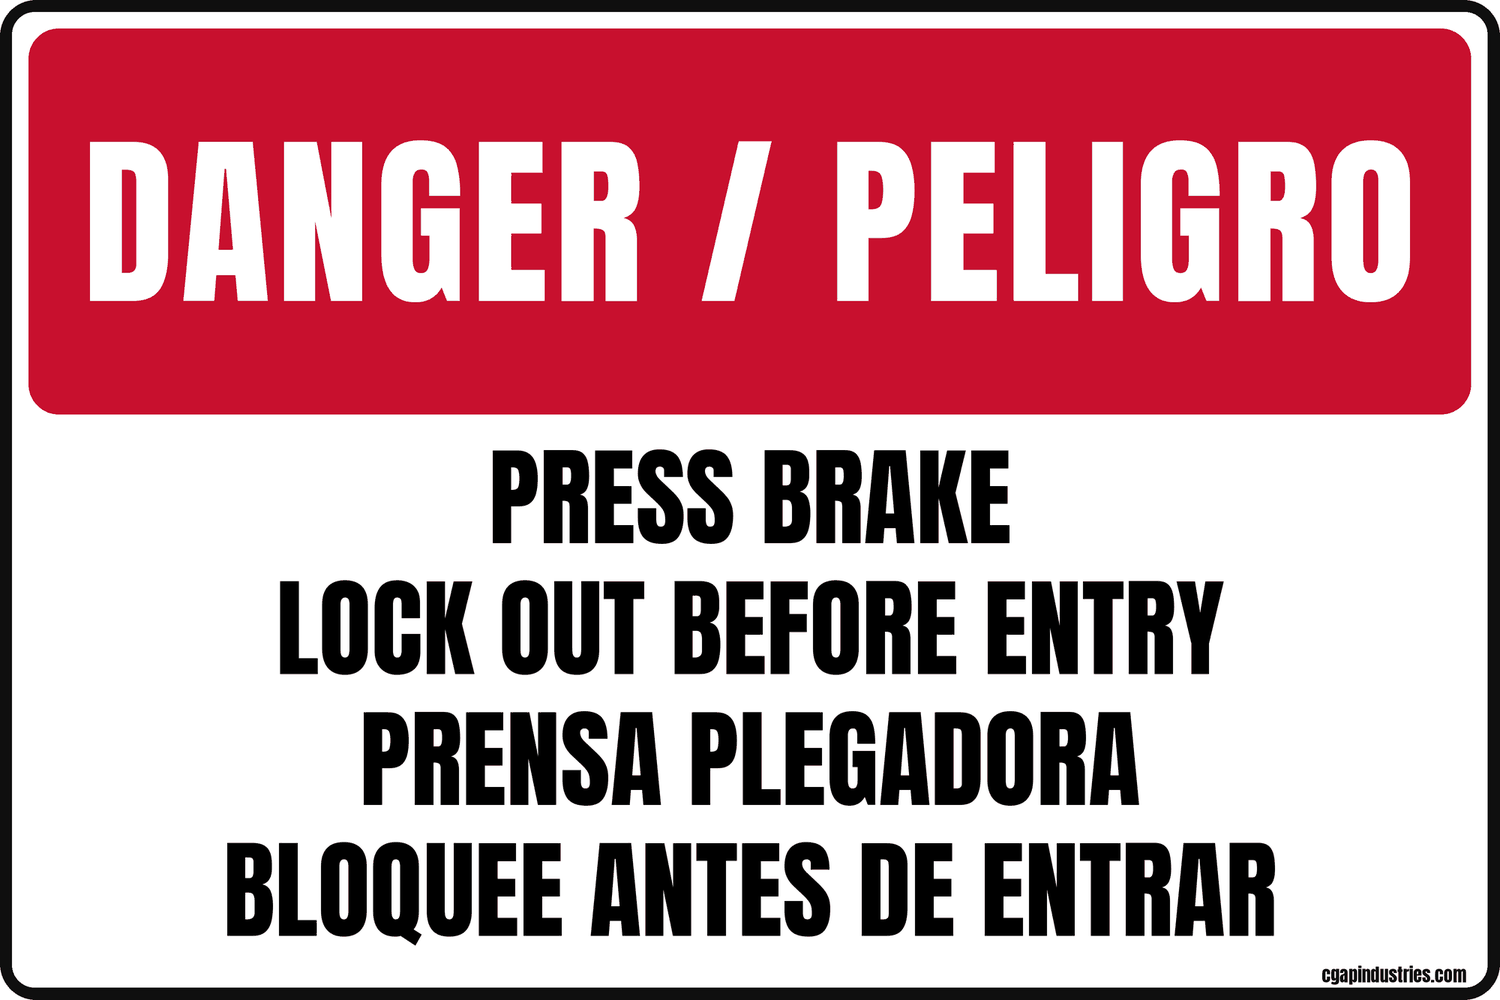 DANGER / PELIGRO
PRESS BRAKE
LOCK OUT BEFORE ENTRY
PRENSA PLEGADORA
BLOQUEE ANTES DE ENTRAR
cgapindustries.com